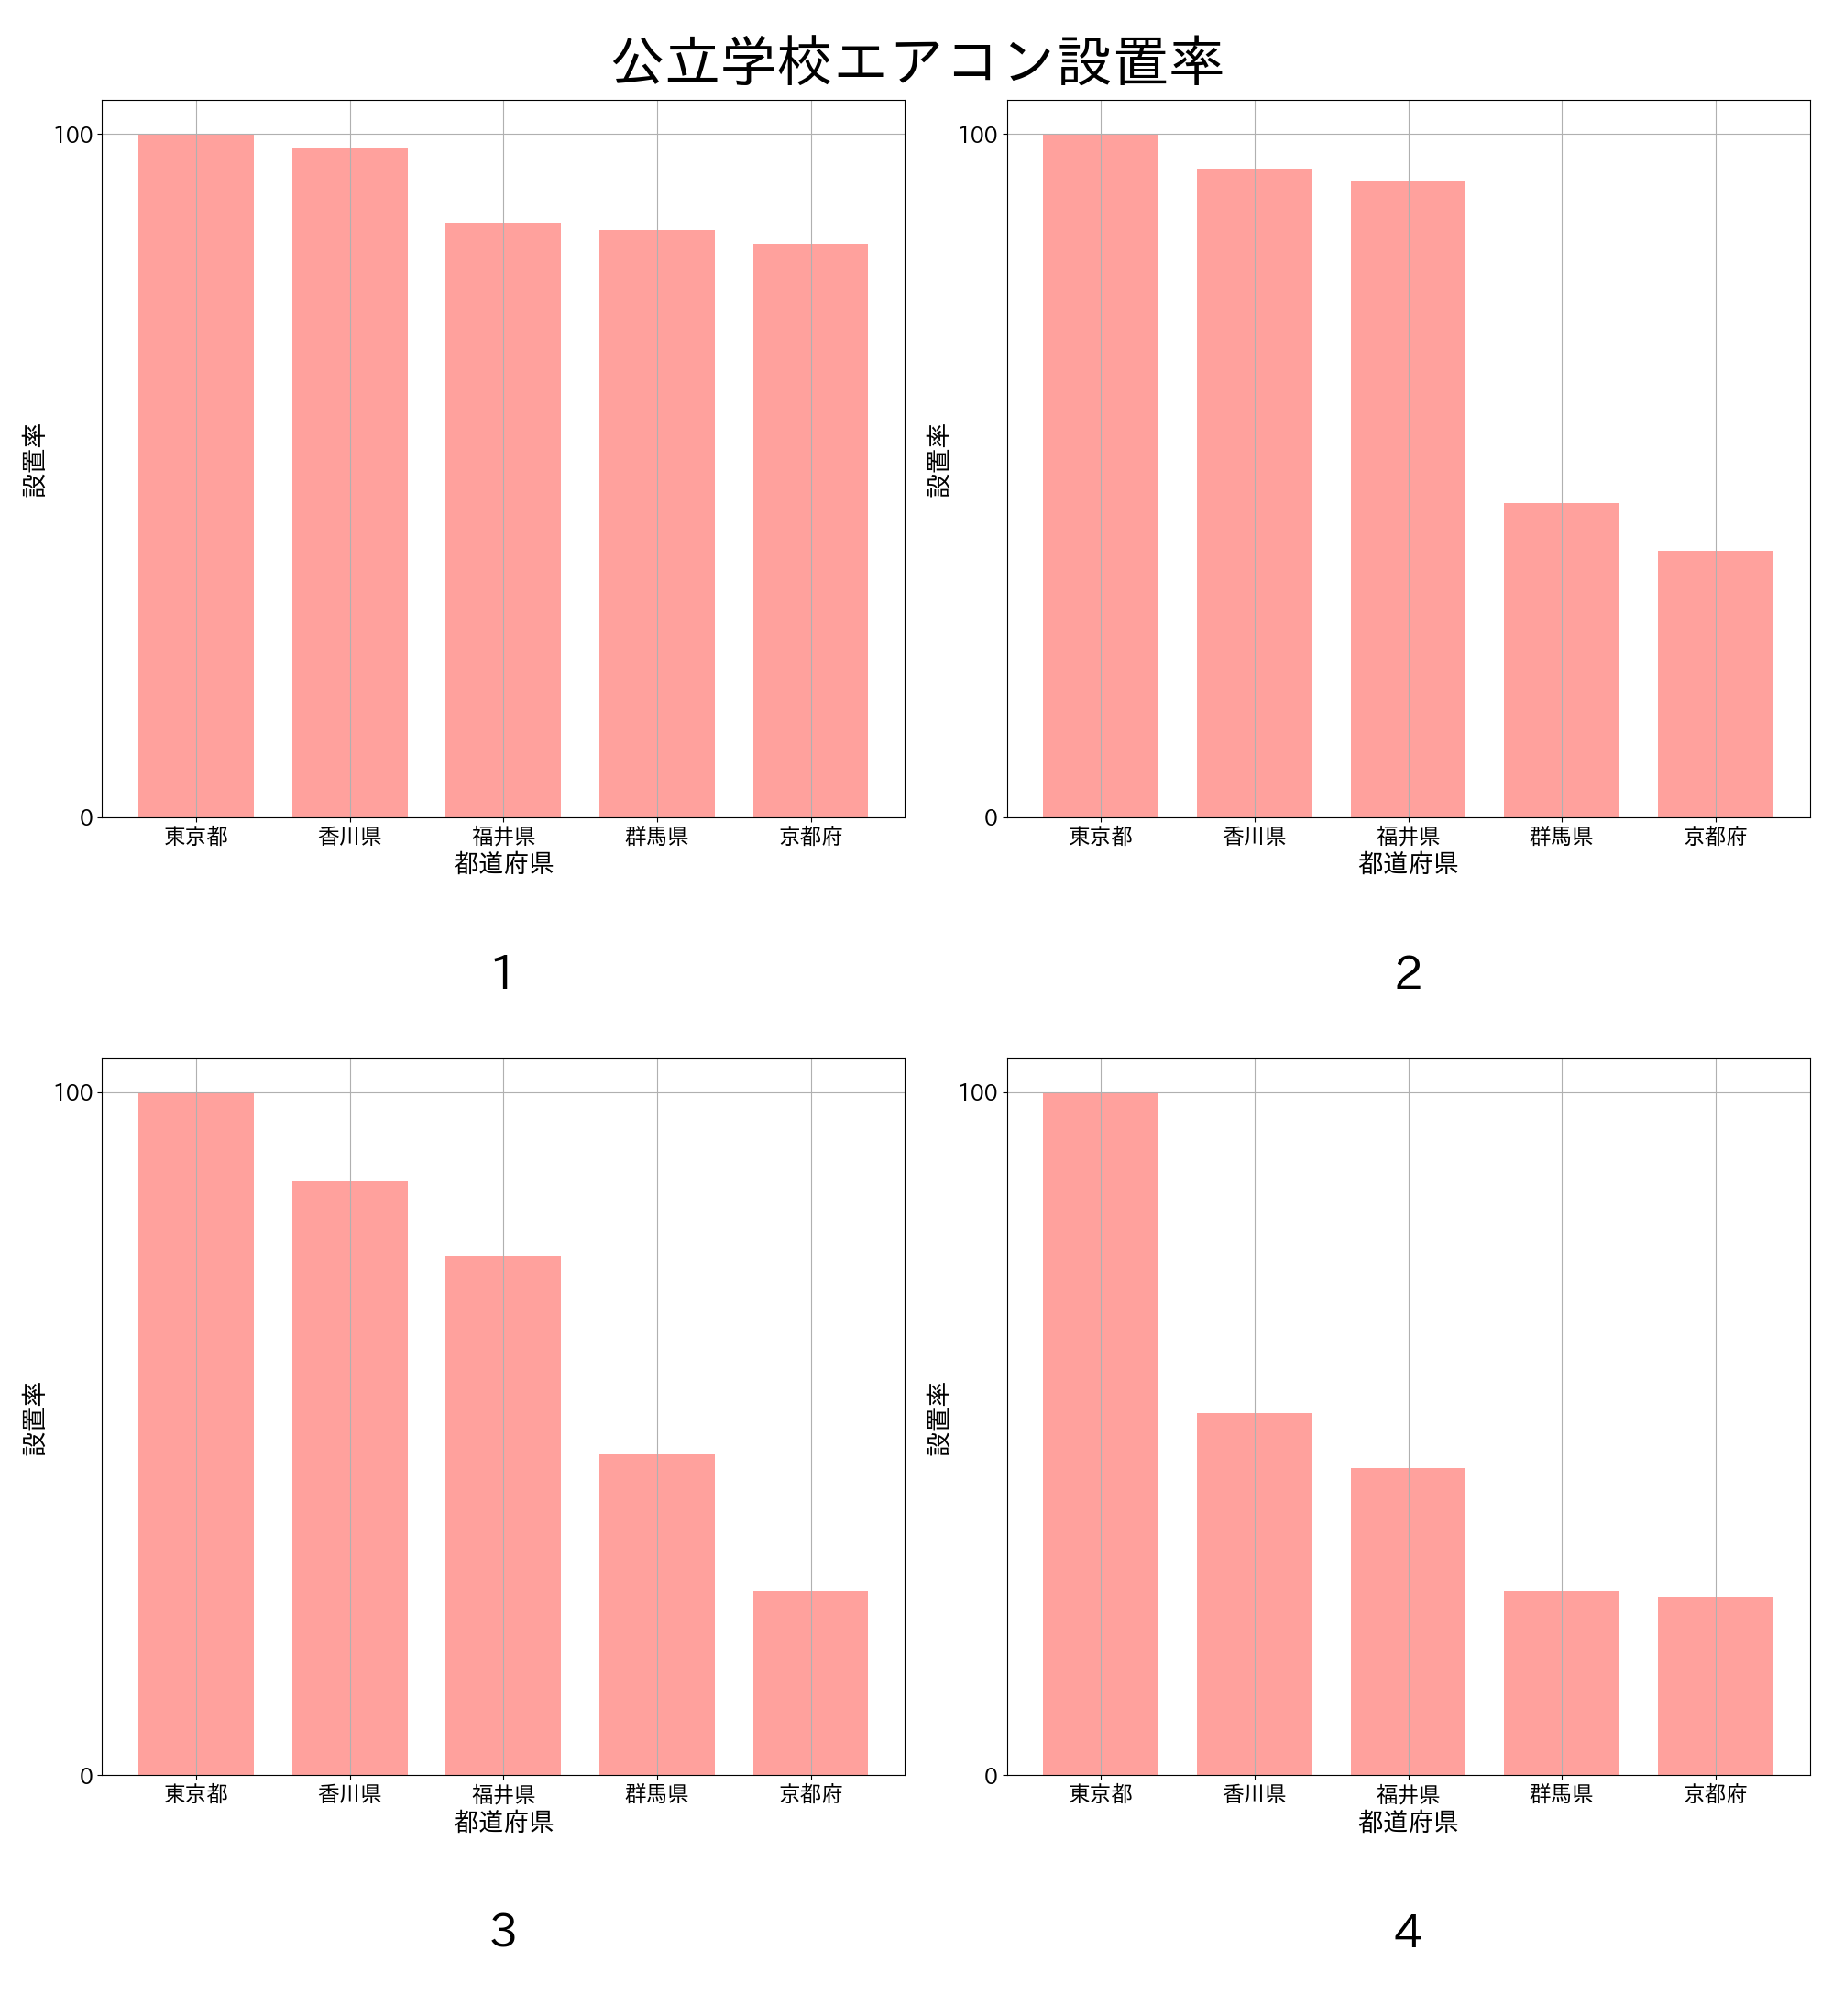 公立学校エアコン設置率
100
0
設置率
東京都 香川県 福井県 群馬県 京都府
都道府県
1
100
0
設置率
東京都 香川県 福井県 群馬県 京都府
都道府県
2
100
0
設置率
東京都 香川県 福井県 群馬県 京都府
都道府県
3
100
0
設置率
東京都 香川県 福井県 群馬県 京都府
都道府県
4